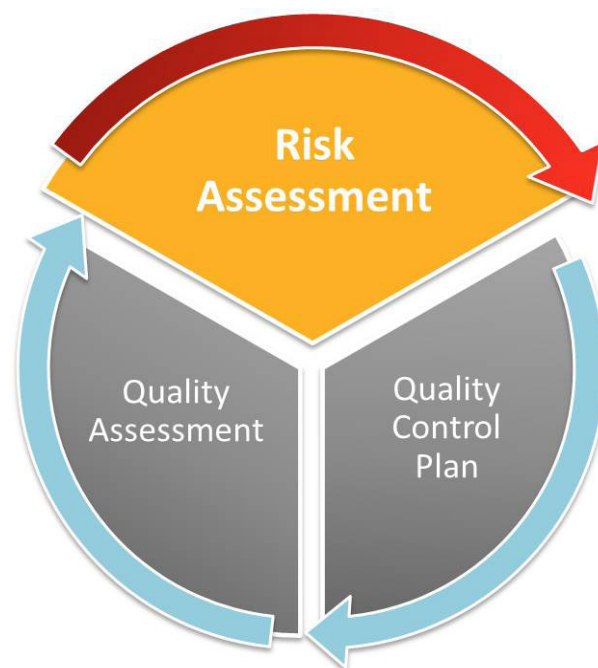 Risk
Assessment
Quality
Assessment
Quality
Control
Plan